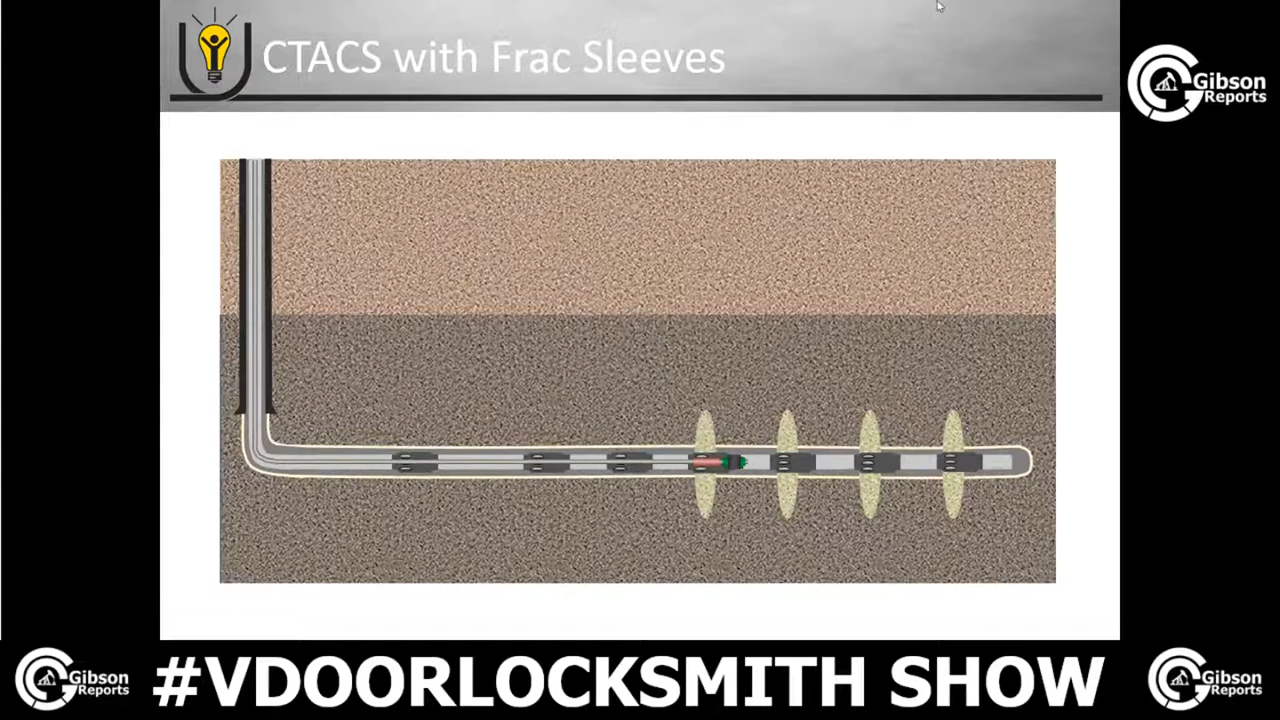 CTACS with Frac Sleeves
Gibson
Reports
Gibson
Reports
#VDOORLOCKSMITH SHOW
Gibson
Reports